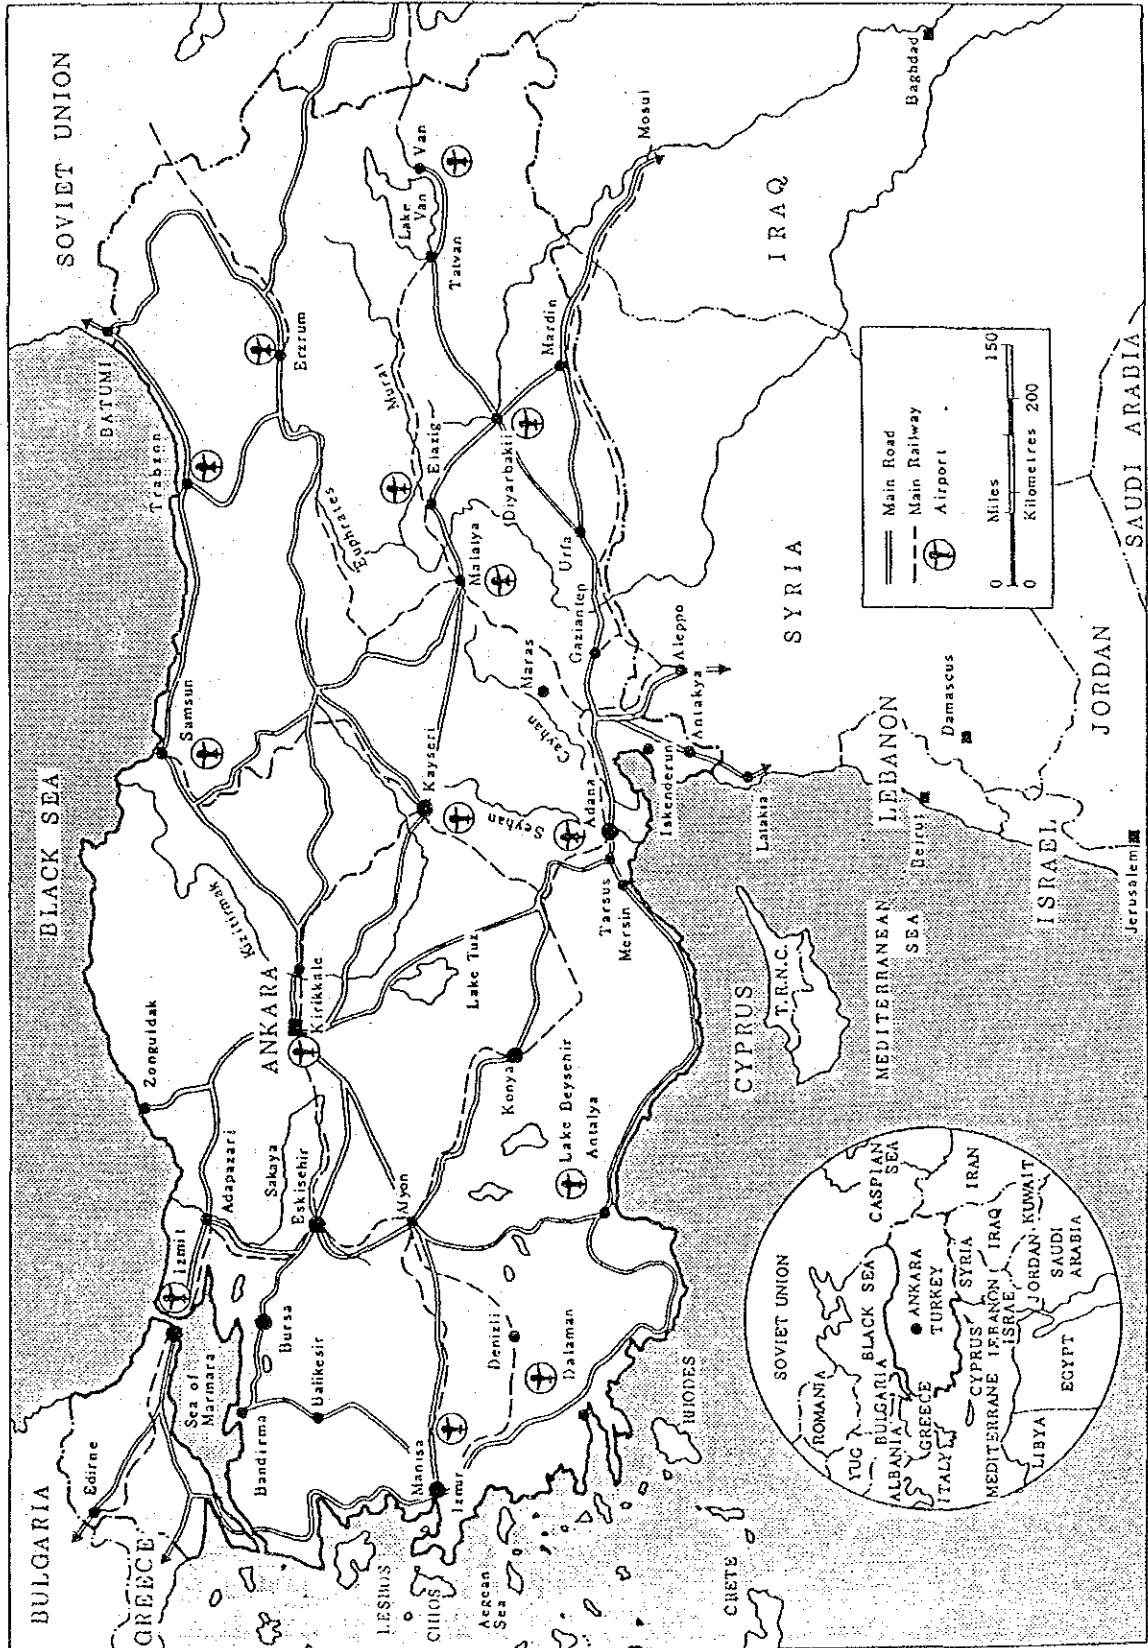 BULGARIA
GREECE
BLACK SEA
SOVIET UNION
Edirne
Sea of
Marmara
Izmit
Adapazari
Zonguldak
Samsun
Trabzon
BATUMI
Bandirma
Balikesir
Bursa
Sakaya
Eskisehir
ANKARA
Kirikkale
Kizilirmak
Erzrum
Euphrates
Murat
LESBOS
CHIOS
Aegean
Sea
Manisa
Izmur
Afyon
Lake Tuz
Kayseri
Malatya
Elazig
Tatvan
Lake
Van
Van
Denizli
Dalaman
Konya
Lake Beysehir
Antalya
Seyhan
Cayhan
Maras
Diyarbakir
Mardin
Mosul
Tarsus
Mersin
Adana
Iskenderun
Antakya
Gazianten
Urfa
Aleppo
Latakia
RHODES
CRETE
CYPRUS
T.R.N.C.
MEDITERRANEAN
SEA
LEBANON
Beirut
Damascus
SYRIA
IRAQ
Baghdad
ISRAEL
Jerusalem
JORDAN
SAUDI ARABIA
Main Road
Main Railway
Airport
Miles
0 150
0 Kilometres 200
SOVIET UNION
ROMANIA
YUG
BULGARIA
BLACK SEA
CASPIAN
SEA
ALBANIA
GREECE
ITALY
ANKARA
TURKEY
IRAN
CYPRUS
SYRIA
MEDITERRANE
LEBANON
IRAQ
ISRAE
JORDAN
KUWAIT
LIBYA
EGYPT
SAUDI
ARABIA